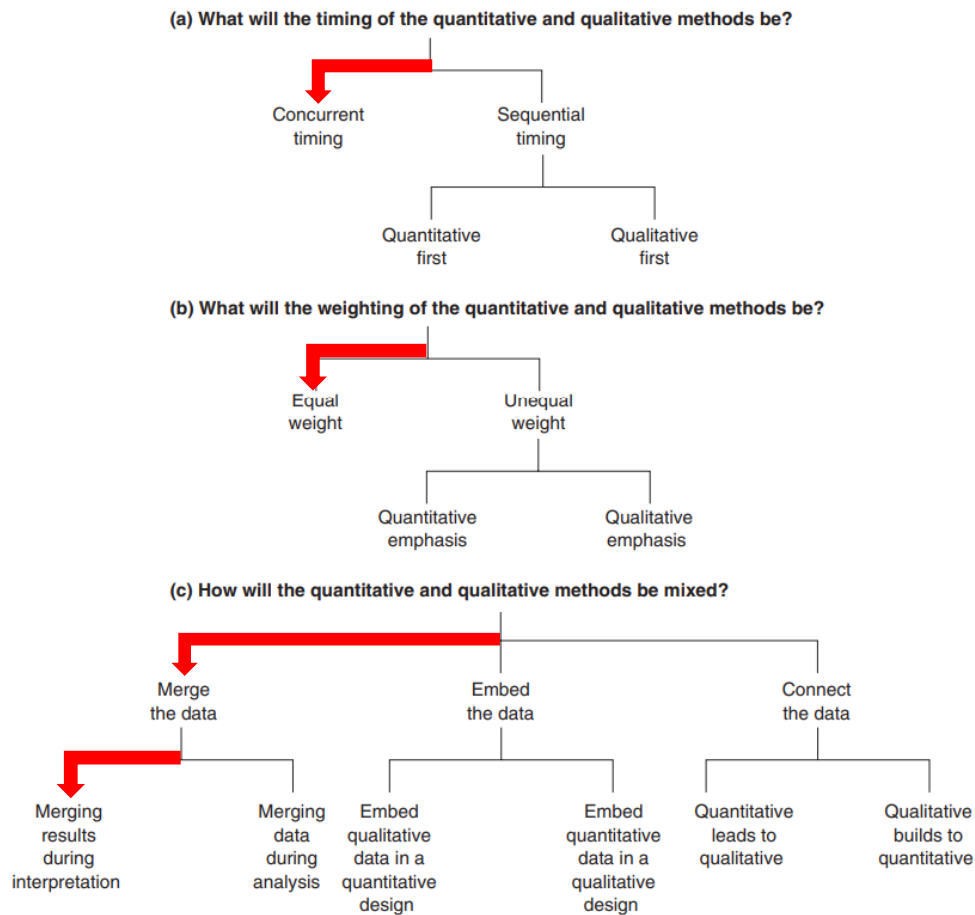 (a) What will the timing of the quantitative and qualitative methods be?
Concurrent
timing
Sequential
timing
Quantitative
first
Qualitative
first
(b) What will the weighting of the quantitative and qualitative methods be?
Equal
weight
Unequal
weight
Quantitative
emphasis
Qualitative
emphasis
(c) How will the quantitative and qualitative methods be mixed?
Merge
the data
Embed
the data
Connect
the data
Merging
results
during
interpretation
Merging
data
during
analysis
Embed
qualitative
data in a
quantitative
design
Embed
quantitative
data in a
qualitative
design
Quantitative
leads to
qualitative
Qualitative
builds to
quantitative